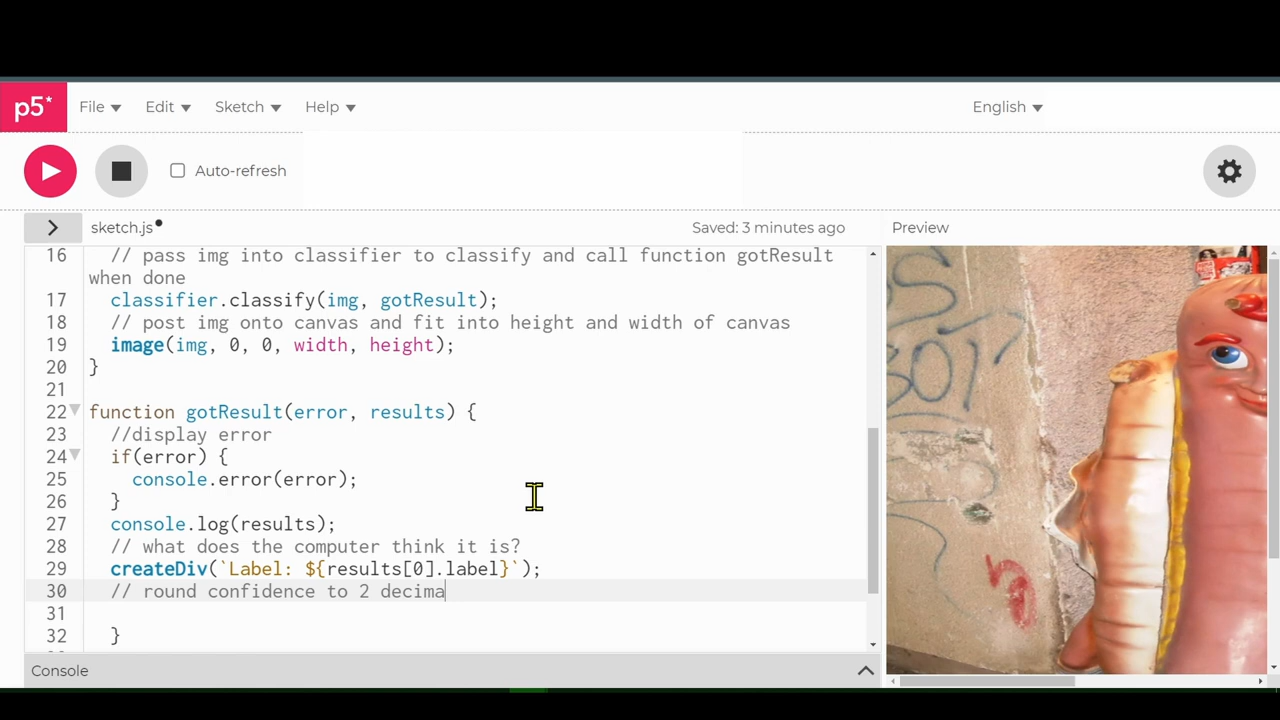 p5* File Edit Sketch Help English
Auto-refresh
sketch.js Saved: 3 minutes ago Preview
16 // pass img into classifier to classify and call function gotResult
when done
17 classifier.classify(img, gotResult);
18 // post img onto canvas and fit into height and width of canvas
19 image(img, 0, 0, width, height);
20 }
21
22 function gotResult(error, results) {
23 //display error
24 if(error) {
25 console.error(error);
26 }
27 console.log(results);
28 // what does the computer think it is?
29 createDiv(`Label: ${results[0].label}`);
30 // round confidence to 2 decima
31
32 }
Console